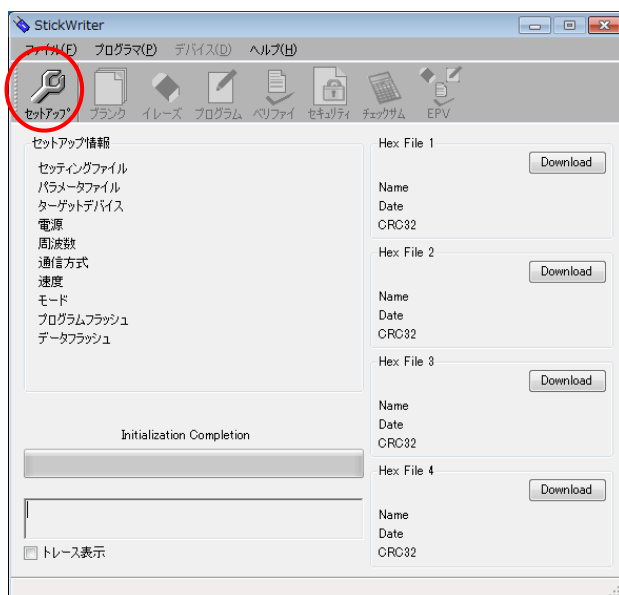 StickWriter
ファイル(F) プログラマ(P) デバイス(D) ヘルプ(H)
セットアップ ブランク イレーズ プログラム ベリファイ セキュリティ チェックサム EPV
セットアップ情報
セッティングファイル
パラメータファイル
ターゲットデバイス
電源
周波数
通信方式
速度
モード
プログラムフラッシュ
データフラッシュ
Initialization Completion
トレース表示
Hex File 1
Download
Name
Date
CRC32
Hex File 2
Download
Name
Date
CRC32
Hex File 3
Download
Name
Date
CRC32
Hex File 4
Download
Name
Date
CRC32